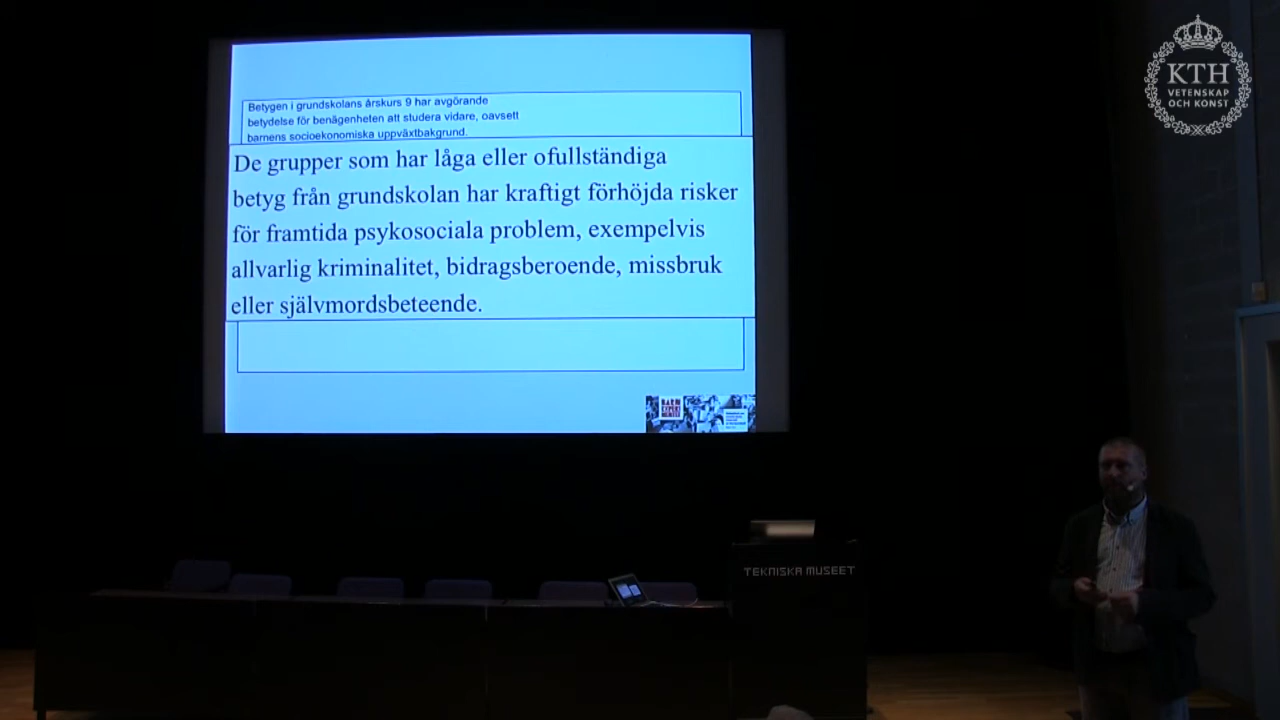 KTH
VETENSKAP
OCH KONST
Betygen i grundskolans årskurs 9 har avgörande
betydelse för benägenheten att studera vidare, oavsett
barnens socioekonomiska uppväxtbakgrund.
De grupper som har låga eller ofullständiga
betyg från grundskolan har kraftigt förhöjda risker
för framtida psykosociala problem, exempelvis
allvarlig kriminalitet, bidragsberoende, missbruk
eller självmordsbeteende.
TEKNISKA MUSEET